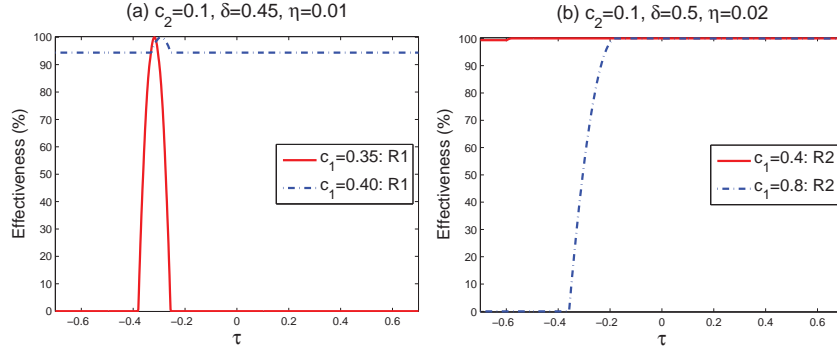 (a) c₂=0.1, δ=0.45, η=0.01
Effectiveness (%)
100
90
80
70
60
50
40
30
20
10
0
−0.6 −0.4 −0.2 0 0.2 0.4 0.6
τ
c₁=0.35: R1
c₁=0.40: R1
(b) c₂=0.1, δ=0.5, η=0.02
Effectiveness (%)
100
90
80
70
60
50
40
30
20
10
0
−0.6 −0.4 −0.2 0 0.2 0.4 0.6
τ
c₁=0.4: R2
c₁=0.8: R2